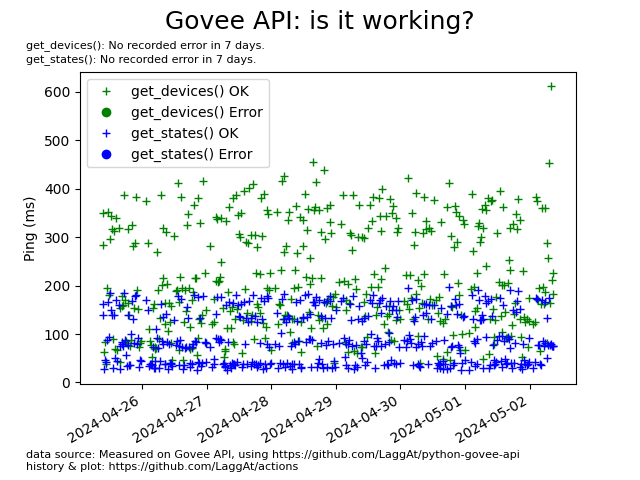 Govee API: is it working?
get_devices(): No recorded error in 7 days.
get_states(): No recorded error in 7 days.
get_devices() OK
get_devices() Error
get_states() OK
get_states() Error
Ping (ms)
600
500
400
300
200
100
0
2024-04-26
2024-04-27
2024-04-28
2024-04-29
2024-04-30
2024-05-01
2024-05-02
data source: Measured on Govee API, using https://github.com/LaggAt/python-govee-api
history & plot: https://github.com/LaggAt/actions